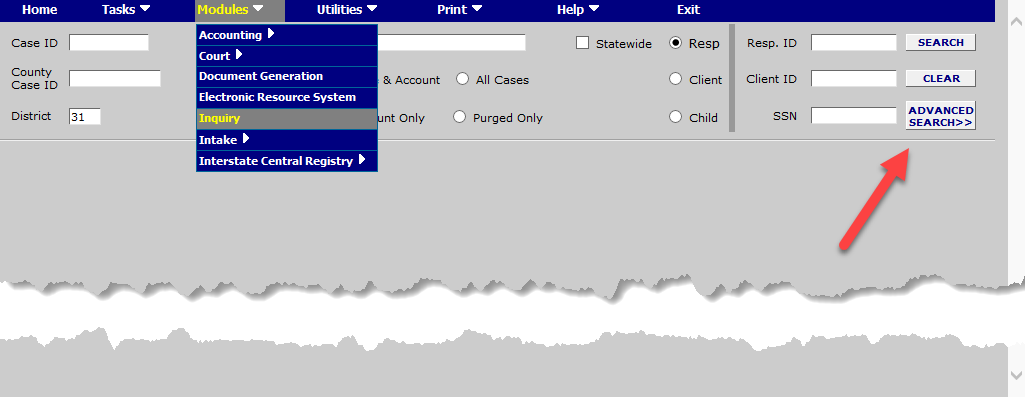 Home Tasks Modules Utilities Print Help Exit
Case ID Accounting Statewide Resp Resp. ID SEARCH
Court
County
Case ID Document Generation & Account All Cases Client Client ID CLEAR
Electronic Resource System
District 31 Inquiry unt Only Purged Only Child SSN ADVANCED
SEARCH>>
Intake
Interstate Central Registry